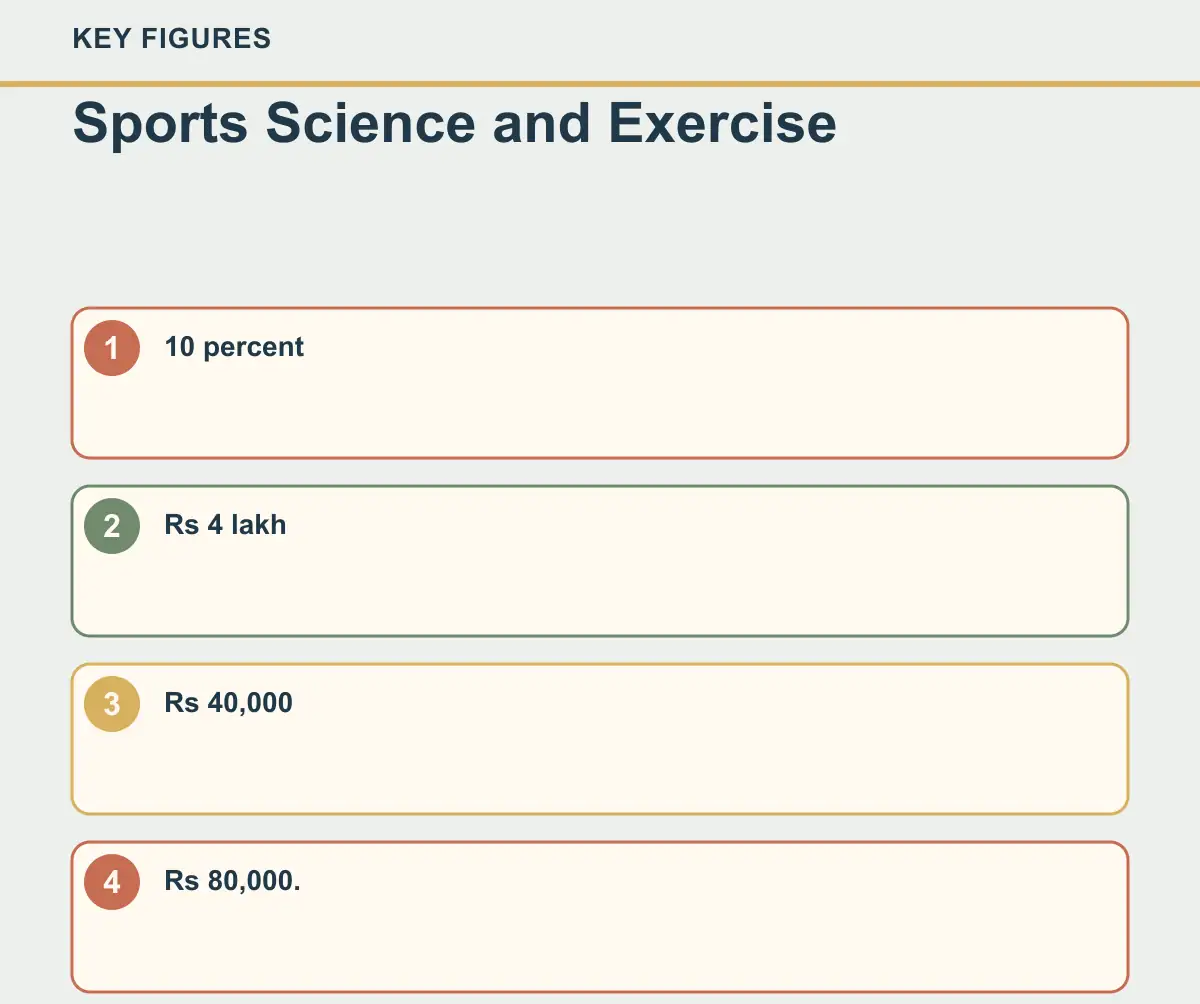 KEY FIGURES
Sports Science and Exercise
1 10 percent
2 Rs 4 lakh
3 Rs 40,000
4 Rs 80,000.